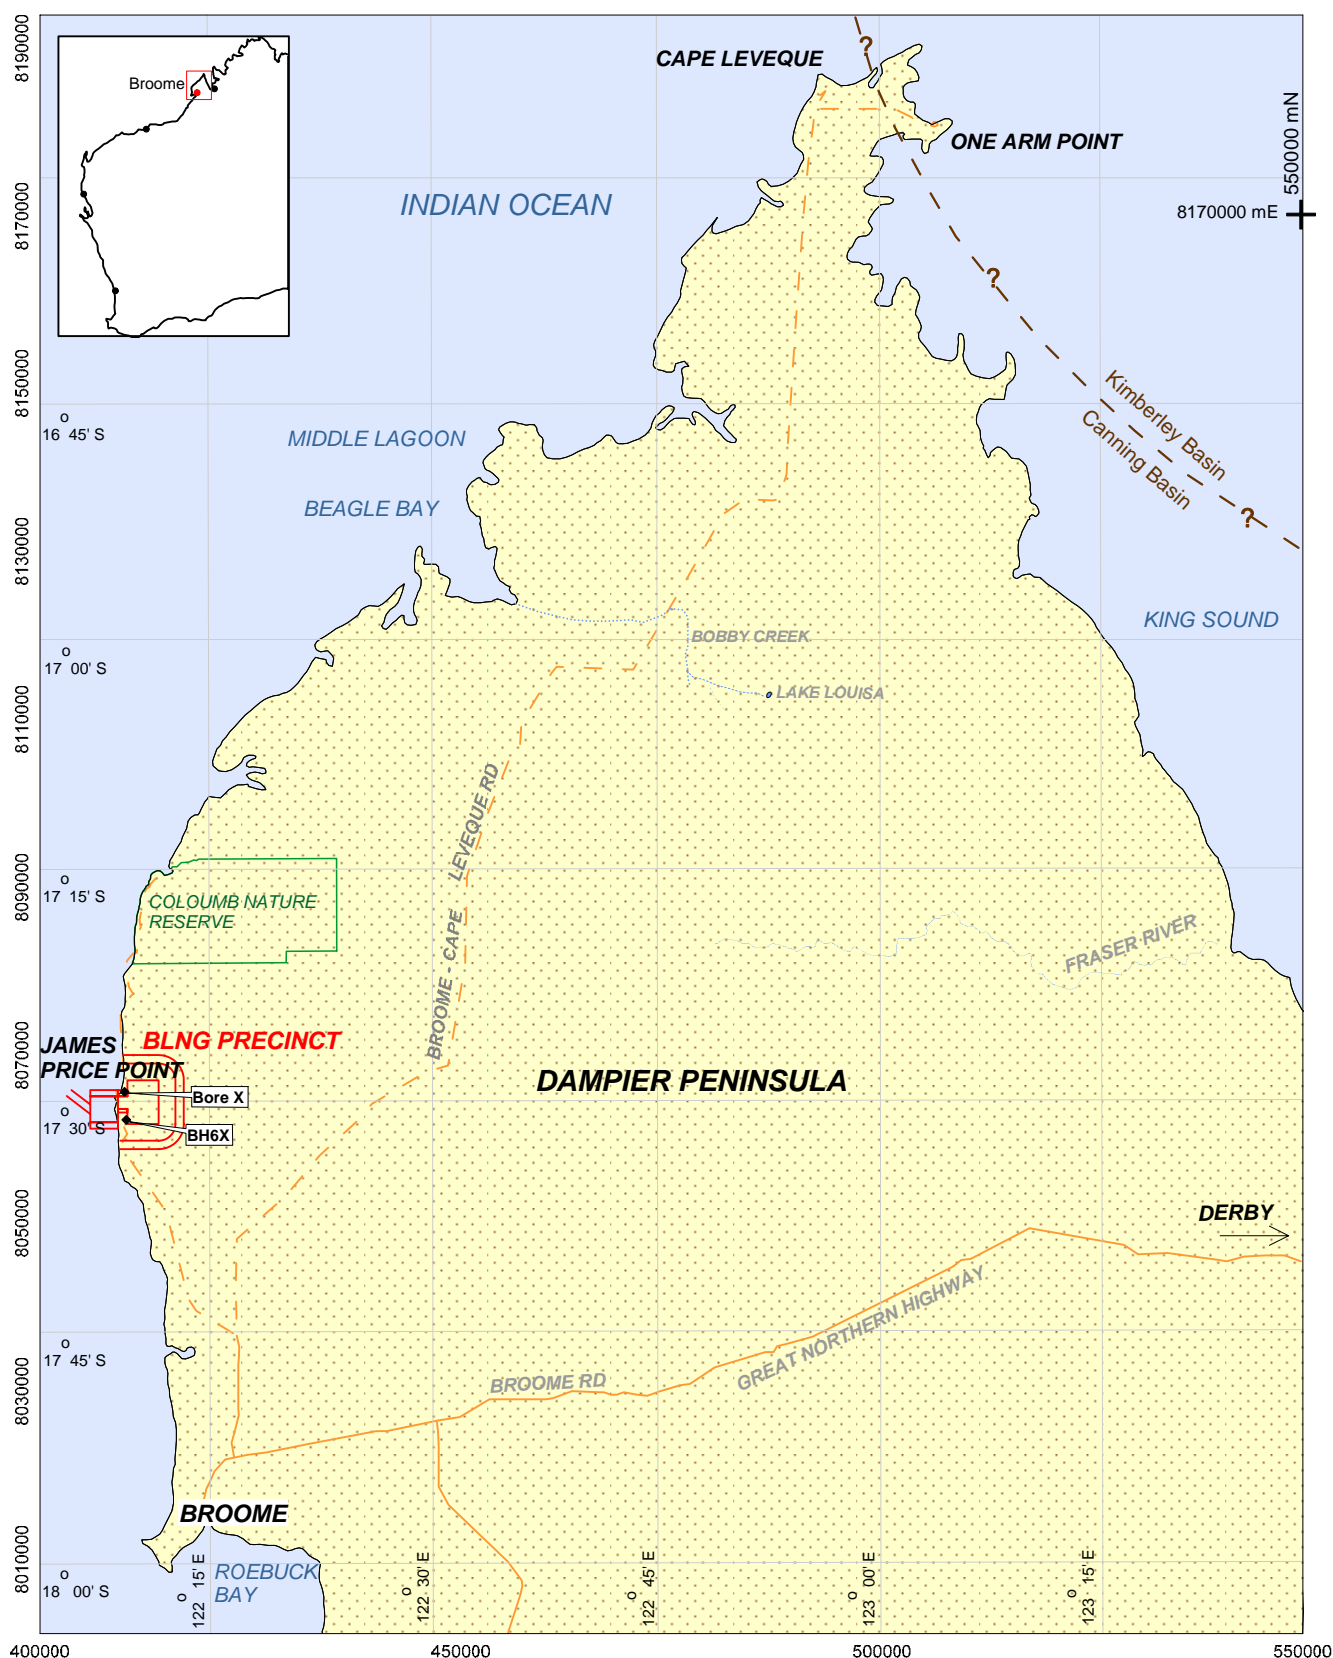 CAPE LEVEQUE
?
Broome
ONE ARM POINT
INDIAN OCEAN
550000 mN
8170000 mE
?
Kimberley Basin
Canning Basin
?
MIDDLE LAGOON
BEAGLE BAY
KING SOUND
BOBBY CREEK
LAKE LOUISA
BROOME - CAPE LEVEQUE RD
COLOUMB NATURE
RESERVE
FRASER RIVER
BLNG PRECINCT
JAMES
PRICE POINT
DAMPIER PENINSULA
Bore X
BH6X
DERBY
GREAT NORTHERN HIGHWAY
BROOME RD
BROOME
ROEBUCK
BAY
8190000
8170000
8150000
8130000
8110000
8090000
8070000
8050000
8030000
8010000
16 45' S
17 00' S
17 15' S
17 30' S
17 45' S
18 00' S
122 15' E
122 30' E
122 45' E
123 00' E
123 15' E
400000
450000
500000
550000